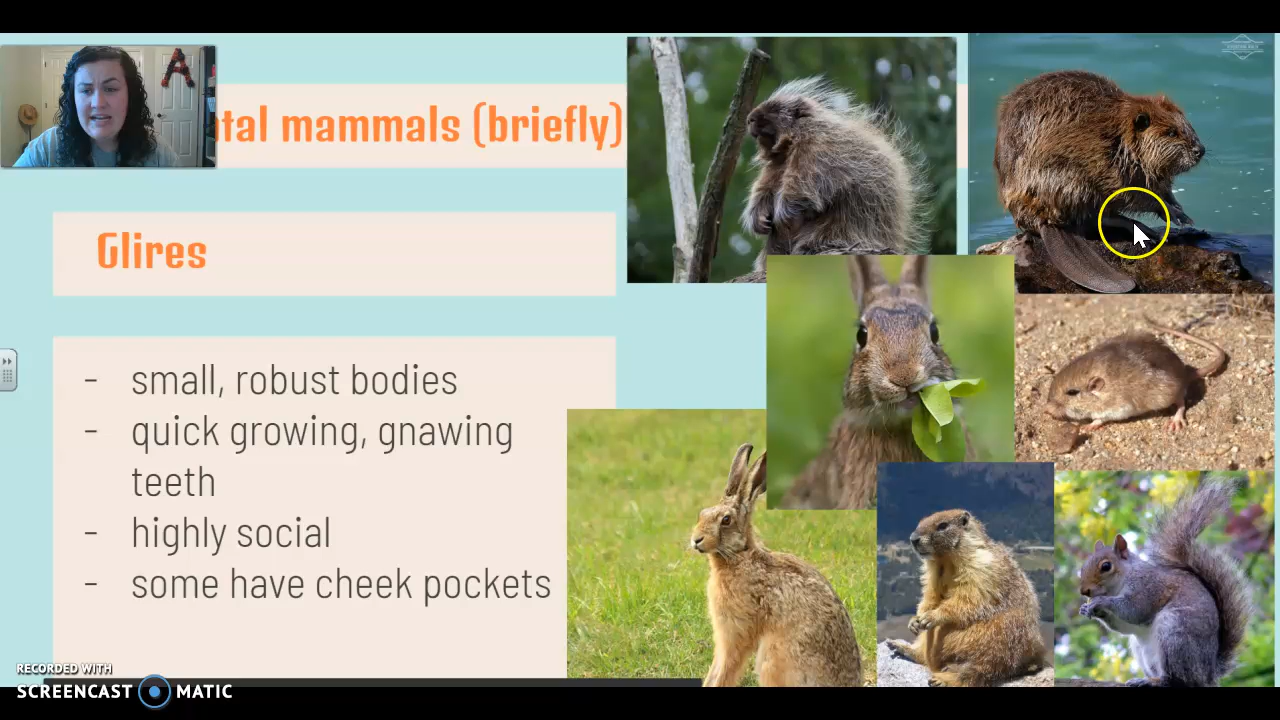 tal mammals (briefly)
Glires
- small, robust bodies
- quick growing, gnawing
teeth
- highly social
- some have cheek pockets
RECORDED WITH
SCREENCAST MATIC